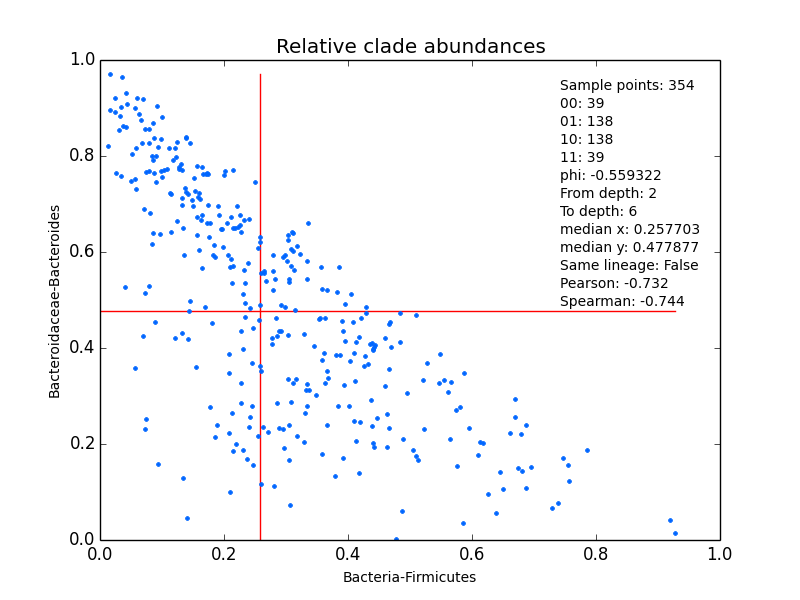 Relative clade abundances
1.0
0.8
0.6
0.4
0.2
0.0
Bacteroidaceae-Bacteroides
Sample points: 354
00: 39
01: 138
10: 138
11: 39
phi: -0.559322
From depth: 2
To depth: 6
median x: 0.257703
median y: 0.477877
Same lineage: False
Pearson: -0.732
Spearman: -0.744
0.0 0.2 0.4 0.6 0.8 1.0
Bacteria-Firmicutes